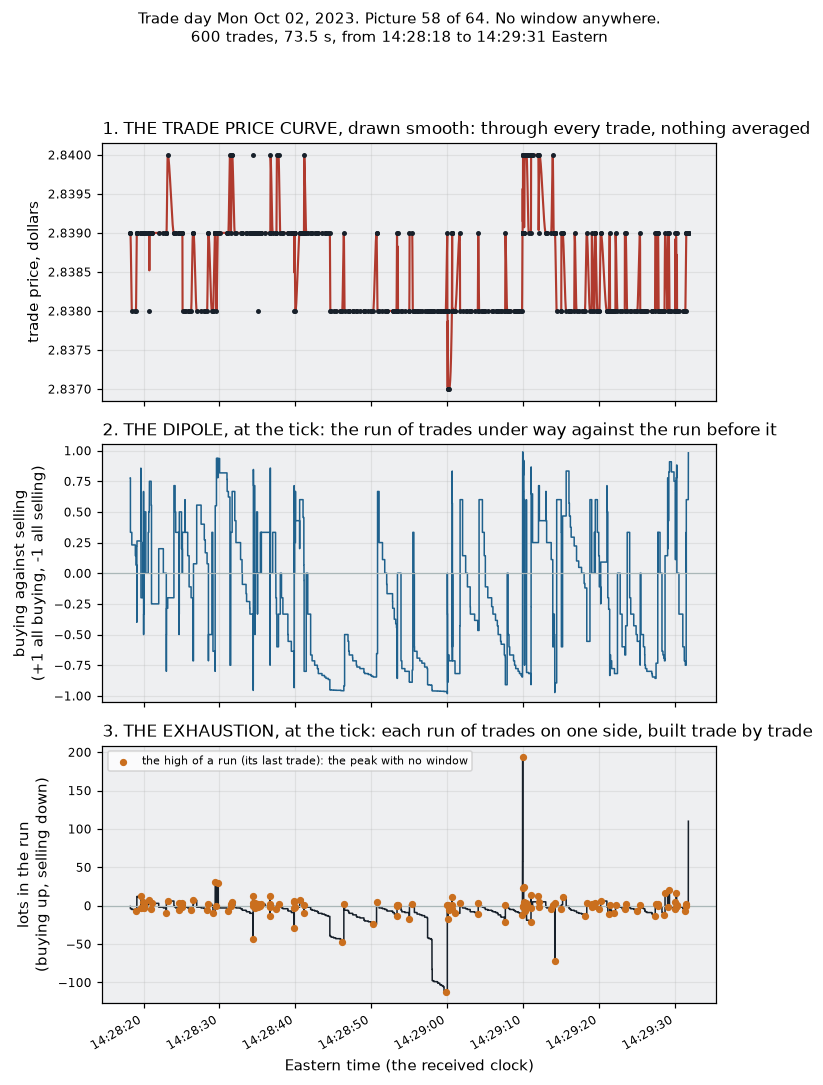 Trade day Mon Oct 02, 2023. Picture 58 of 64. No window anywhere.
600 trades, 73.5 s, from 14:28:18 to 14:29:31 Eastern
1. THE TRADE PRICE CURVE, drawn smooth: through every trade, nothing averaged
trade price, dollars
2.8400
2.8395
2.8390
2.8385
2.8380
2.8375
2.8370
2. THE DIPOLE, at the tick: the run of trades under way against the run before it
buying against selling
(+1 all buying, -1 all selling)
1.00
0.75
0.50
0.25
0.00
−0.25
−0.50
−0.75
−1.00
3. THE EXHAUSTION, at the tick: each run of trades on one side, built trade by trade
the high of a run (its last trade): the peak with no window
lots in the run
(buying up, selling down)
200
150
100
50
0
−50
−100
14:28:20
14:28:30
14:28:40
14:28:50
14:29:00
14:29:10
14:29:20
14:29:30
Eastern time (the received clock)